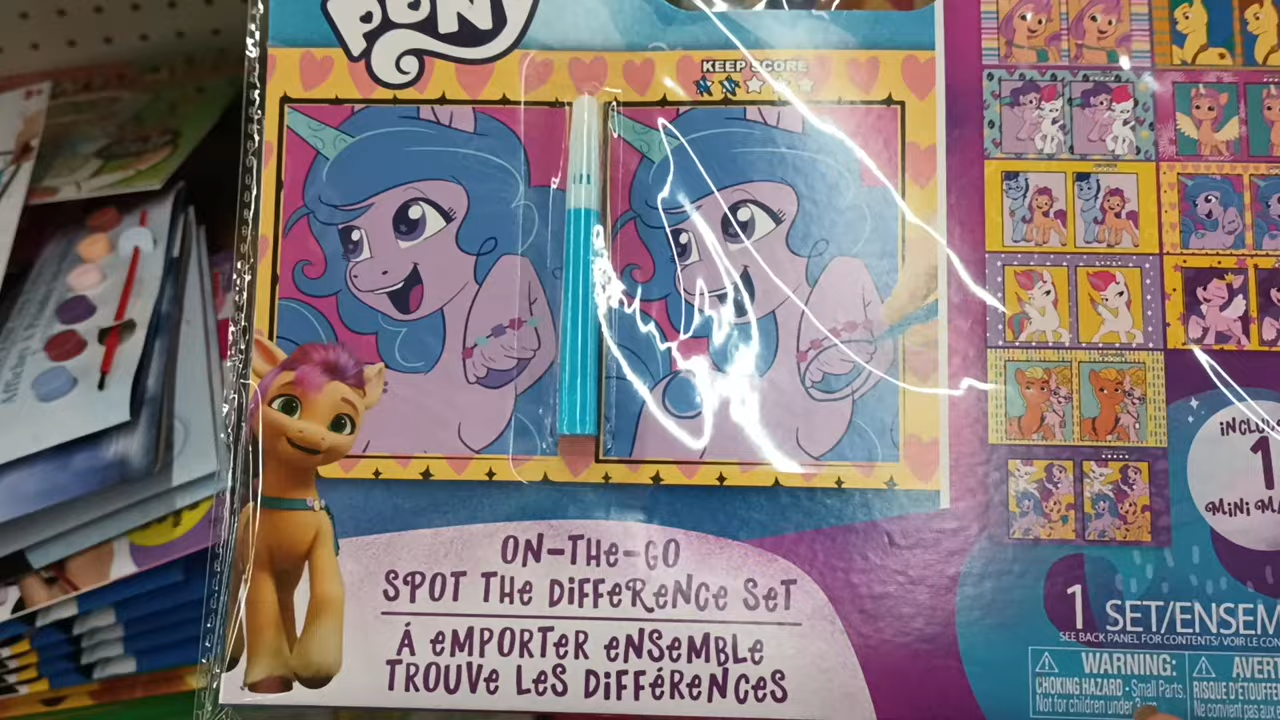 PONY
KEEP SCORE
ON-THE-GO
SPOT THE DIFFERENCE SET
Á EMPORTER ENSEMBLE
TROUVE LES DIFFÉRENCES
1
MINI
1 SET/ENSEM
SEE BACK PANEL FOR CONTENTS/ VOIR LE CON
WARNING:
CHOKING HAZARD - Small Parts.
Not for children under
AVERT
RISQUE D'ÉTOUFFE
Ne convient pas aux e